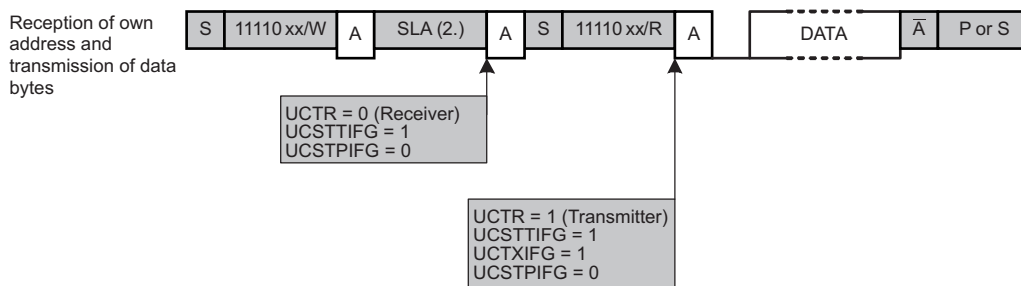 Reception of own
address and
transmission of data
bytes
S 11110 xx/W A SLA (2.) A S 11110 xx/R A DATA A̅ P or S
UCTR = 0 (Receiver)
UCSTTIFG = 1
UCSTPIFG = 0
UCTR = 1 (Transmitter)
UCSTTIFG = 1
UCTXIFG = 1
UCSTPIFG = 0